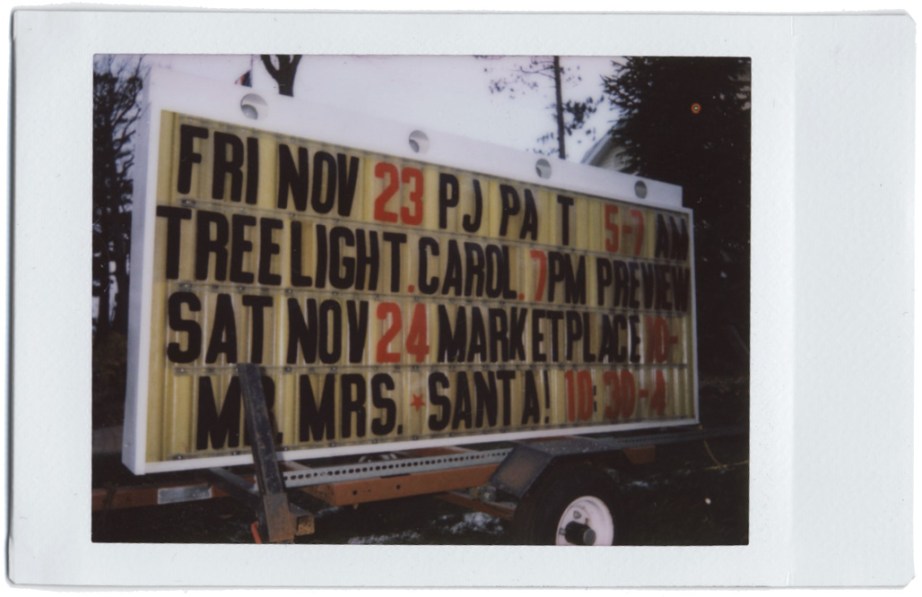 FRI NOV 23 PJ PA T 5-7 AM
TREE LIGHT.CAROL.7PM PREVIEW
SAT NOV 24 MARKETPLACE 10-
MR. MRS.★SANTA! 10:30-4